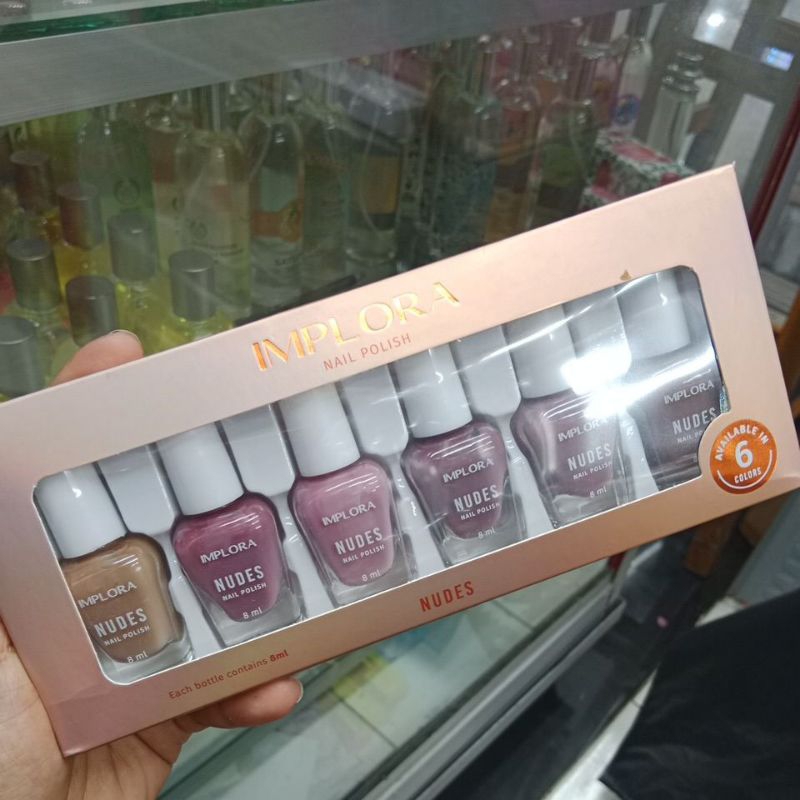 IMPLORA
NAIL POLISH
IMPLORA
NUDES
NAIL POLISH
8 ml
IMPLORA
NUDES
NAIL POLISH
8 ml
IMPLORA
NUDES
NAIL POLISH
8 ml
IMPLORA
NUDES
NAIL POLISH
8 ml
IMPLORA
NUDES
NAIL POLISH
8 ml
IMPLORA
NUDES
NAIL POLISH
AVAILABLE IN
6
COLORS
NUDES
Each bottle contains 8ml